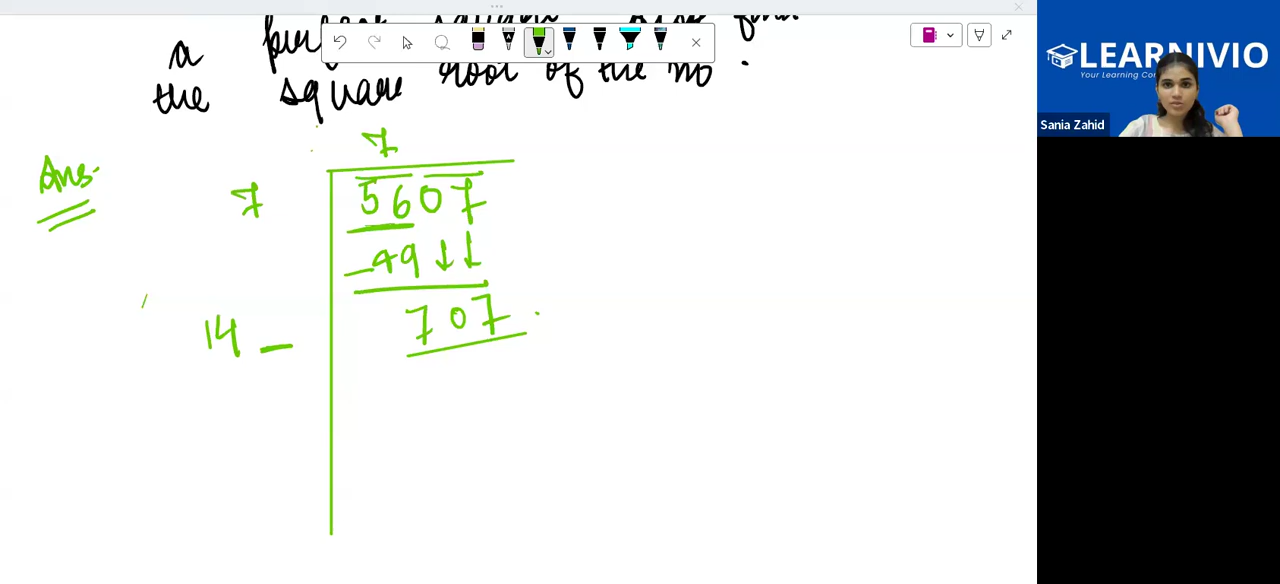 a square
the square root of the no.
LEARNIVIO
Your Learning Co
Sania Zahid
Ans.
7
7
5607
-49
707
14 _